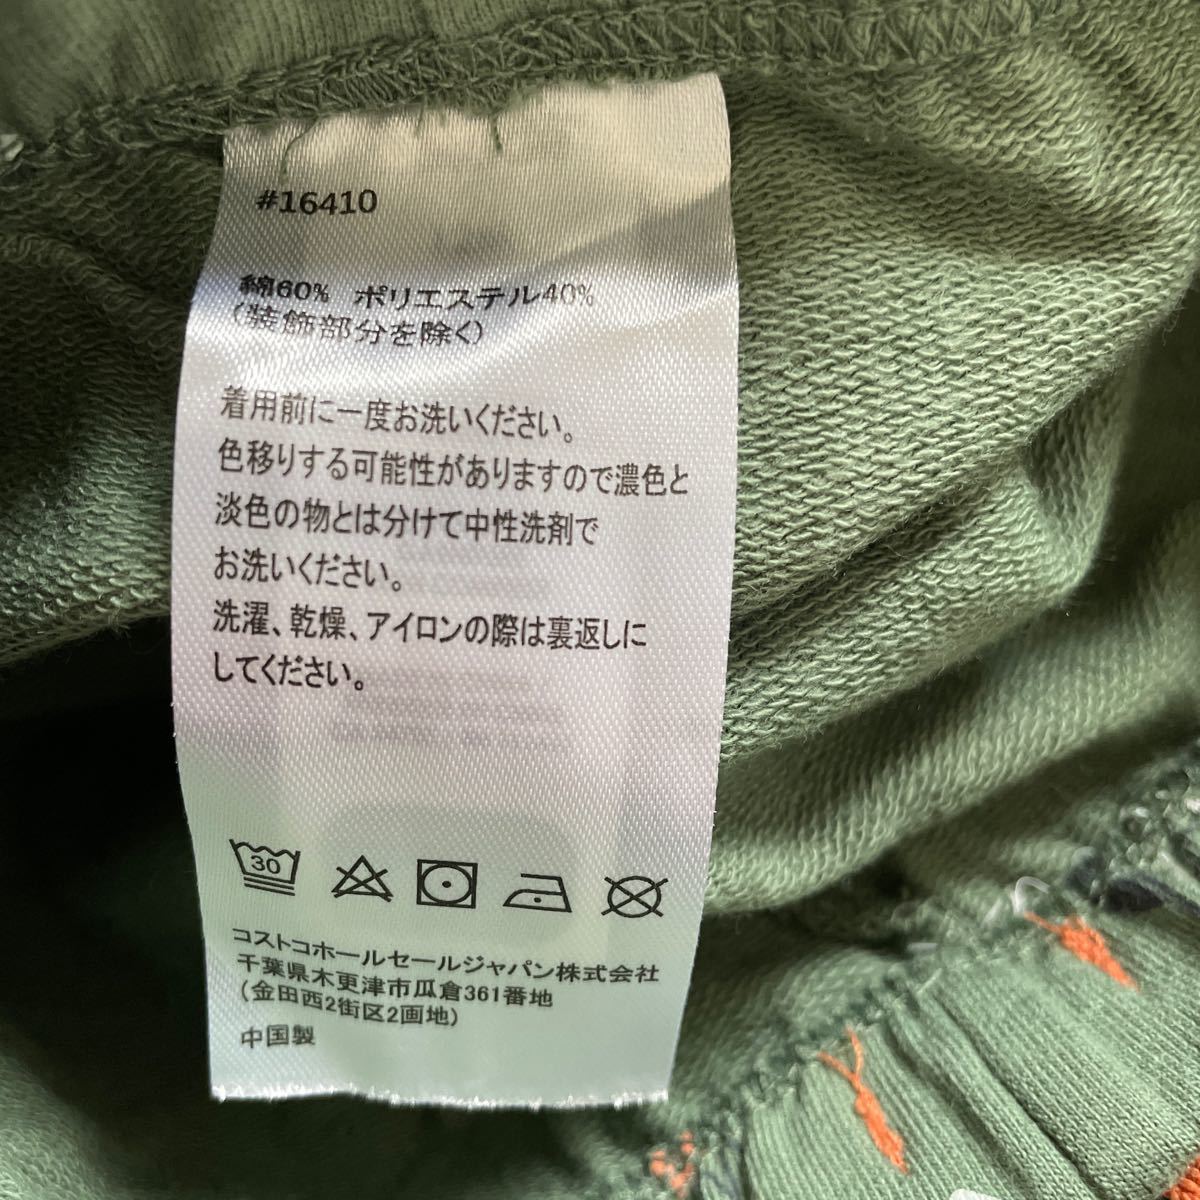 #16410
綿60% ポリエステル40%
(装飾部分を除く)
着用前に一度お洗いください。
色移りする可能性がありますので濃色と
淡色の物とは分けて中性洗剤で
お洗いください。
洗濯、乾燥、アイロンの際は裏返しに
してください。
30
コストコホールセールジャパン株式会社
千葉県木更津市瓜倉361番地
(金田西2街区2画地)
中国製